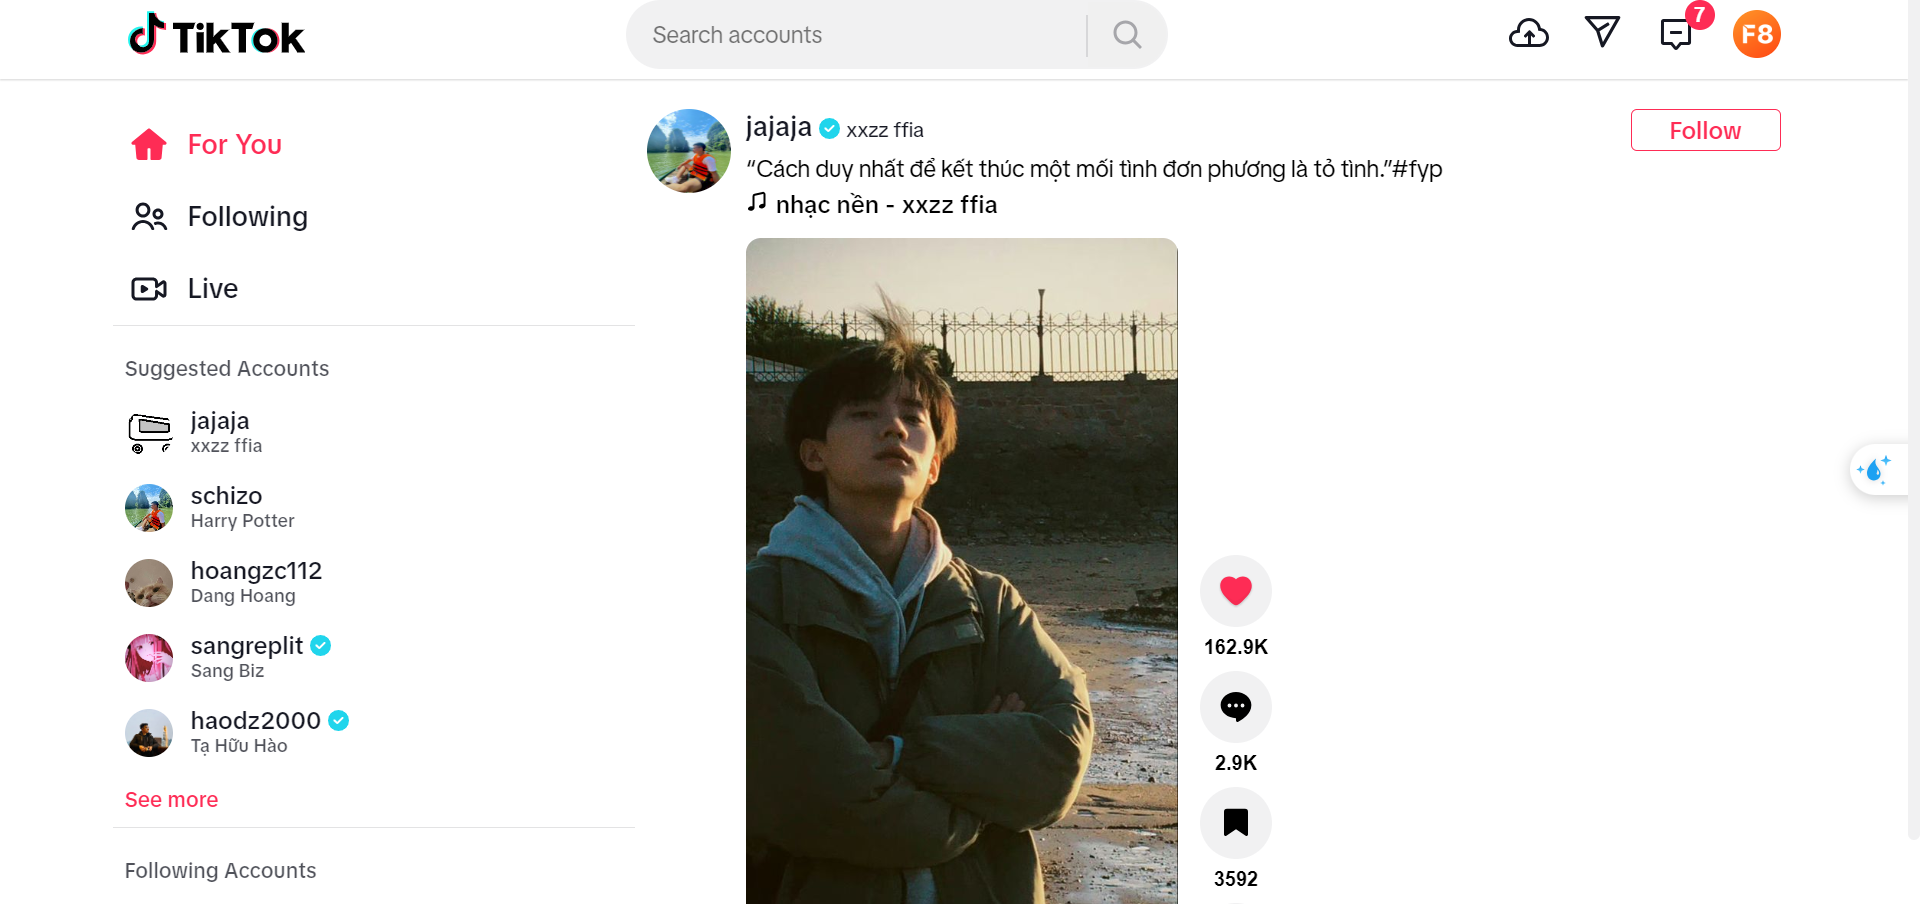 TikTok
Search accounts
7
F8
For You
Following
Live
Suggested Accounts
jajaja
xxzz ffia
schizo
Harry Potter
hoangzc112
Dang Hoang
sangreplit
Sang Biz
haodz2000
Tạ Hữu Hào
See more
Following Accounts
jajaja xxzz ffia
Follow
“Cách duy nhất để kết thúc một mối tình đơn phương là tỏ tình.”#fyp
nhạc nền - xxzz ffia
162.9K
2.9K
3592